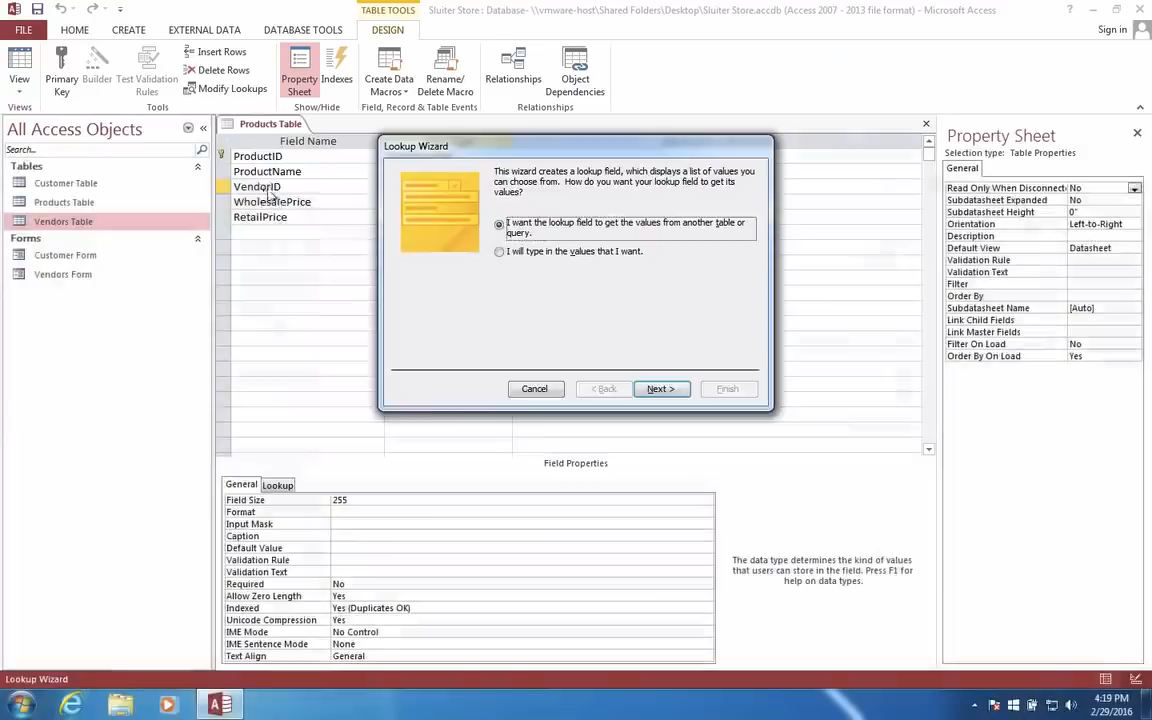 TABLE TOOLS
Sluiter Store : Database- \\vmware-host\Shared Folders\Desktop\Sluiter Store.accdb (Access 2007 - 2013 file format) - Microsoft Access
FILE HOME CREATE EXTERNAL DATA DATABASE TOOLS DESIGN Sign in
View
Primary Key
Builder
Test Validation Rules
Insert Rows
Delete Rows
Modify Lookups
Property Sheet
Indexes
Create Data Macros
Rename/ Delete Macro
Relationships
Object Dependencies
Views Tools Show/Hide Field, Record & Table Events Relationships
All Access Objects
Search...
Tables
Customer Table
Products Table
Vendors Table
Forms
Customer Form
Vendors Form
Products Table
Field Name
ProductID
ProductName
VendorID
WholesalePrice
RetailPrice
Lookup Wizard
This wizard creates a lookup field, which displays a list of values you
can choose from. How do you want your lookup field to get its
values?
I want the lookup field to get the values from another table or
query.
I will type in the values that I want.
Cancel < Back Next > Finish
Field Properties
General Lookup
Field Size 255
Format
Input Mask
Caption
Default Value
Validation Rule
Validation Text
Required No
Allow Zero Length Yes
Indexed Yes (Duplicates OK)
Unicode Compression Yes
IME Mode No Control
IME Sentence Mode None
Text Align General
The data type determines the kind of values
that users can store in the field. Press F1 for
help on data types.
Property Sheet
Selection type: Table Properties
General
Read Only When Disconnect No
Subdatasheet Expanded No
Subdatasheet Height 0"
Orientation Left-to-Right
Description
Default View Datasheet
Validation Rule
Validation Text
Filter
Order By
Subdatasheet Name [Auto]
Link Child Fields
Link Master Fields
Filter On Load No
Order By On Load Yes
Lookup Wizard
4:19 PM
2/29/2016